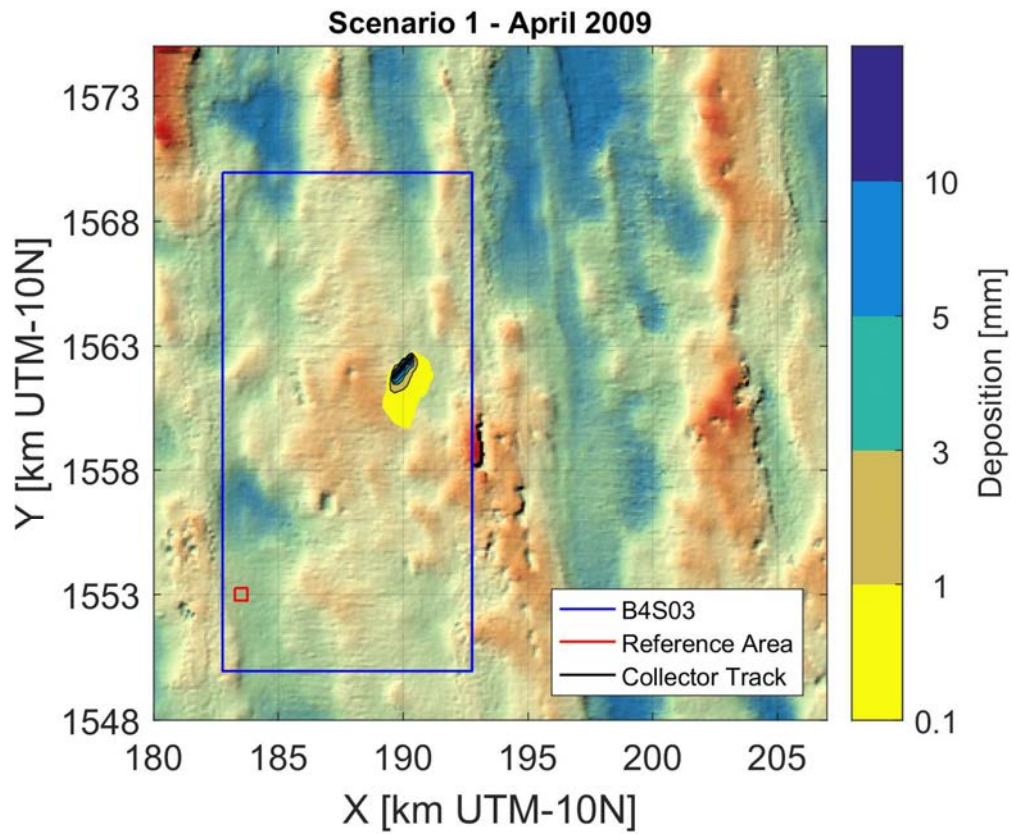 Scenario 1 - April 2009
Y [km UTM-10N]
1573
1568
1563
1558
1553
1548
180
185
190
195
200
205
X [km UTM-10N]
B4S03
Reference Area
Collector Track
10
5
3
1
0.1
Deposition [mm]